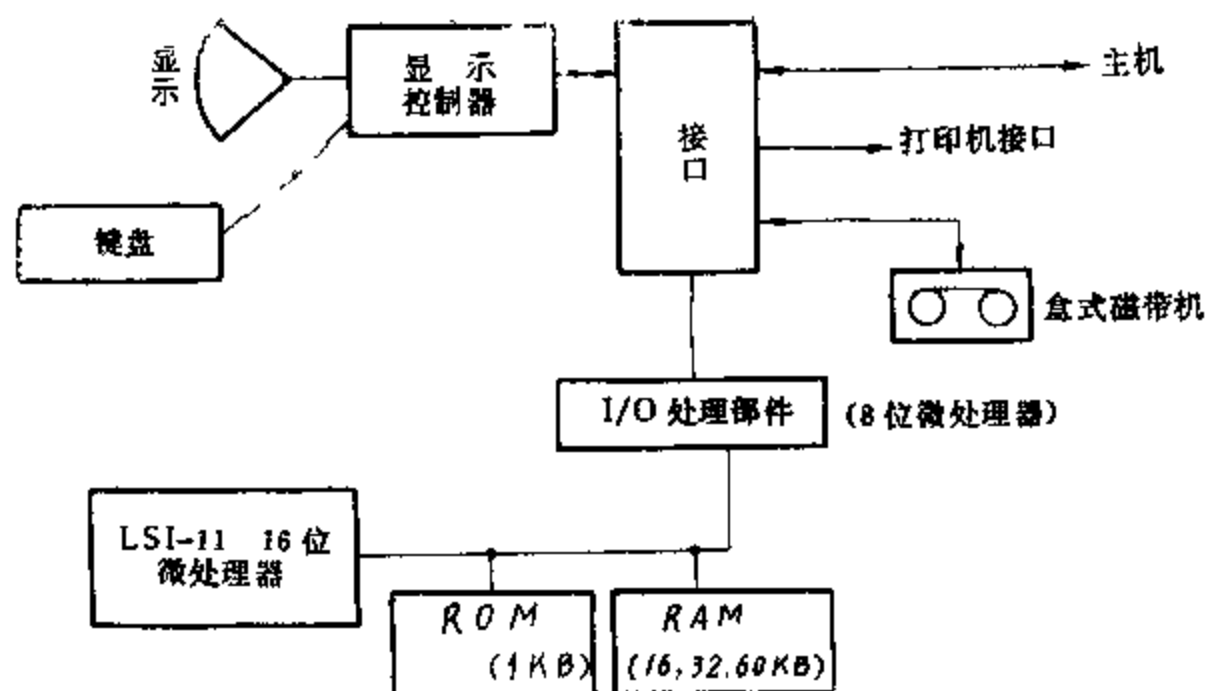 显示
显 示
控制器
接口
主机
打印机接口
键盘
盒式磁带机
I/O 处理部件
(8 位微处理器)
LSI-11 16 位
微处理器
ROM
(4KB)
RAM
(16,32.60KB)